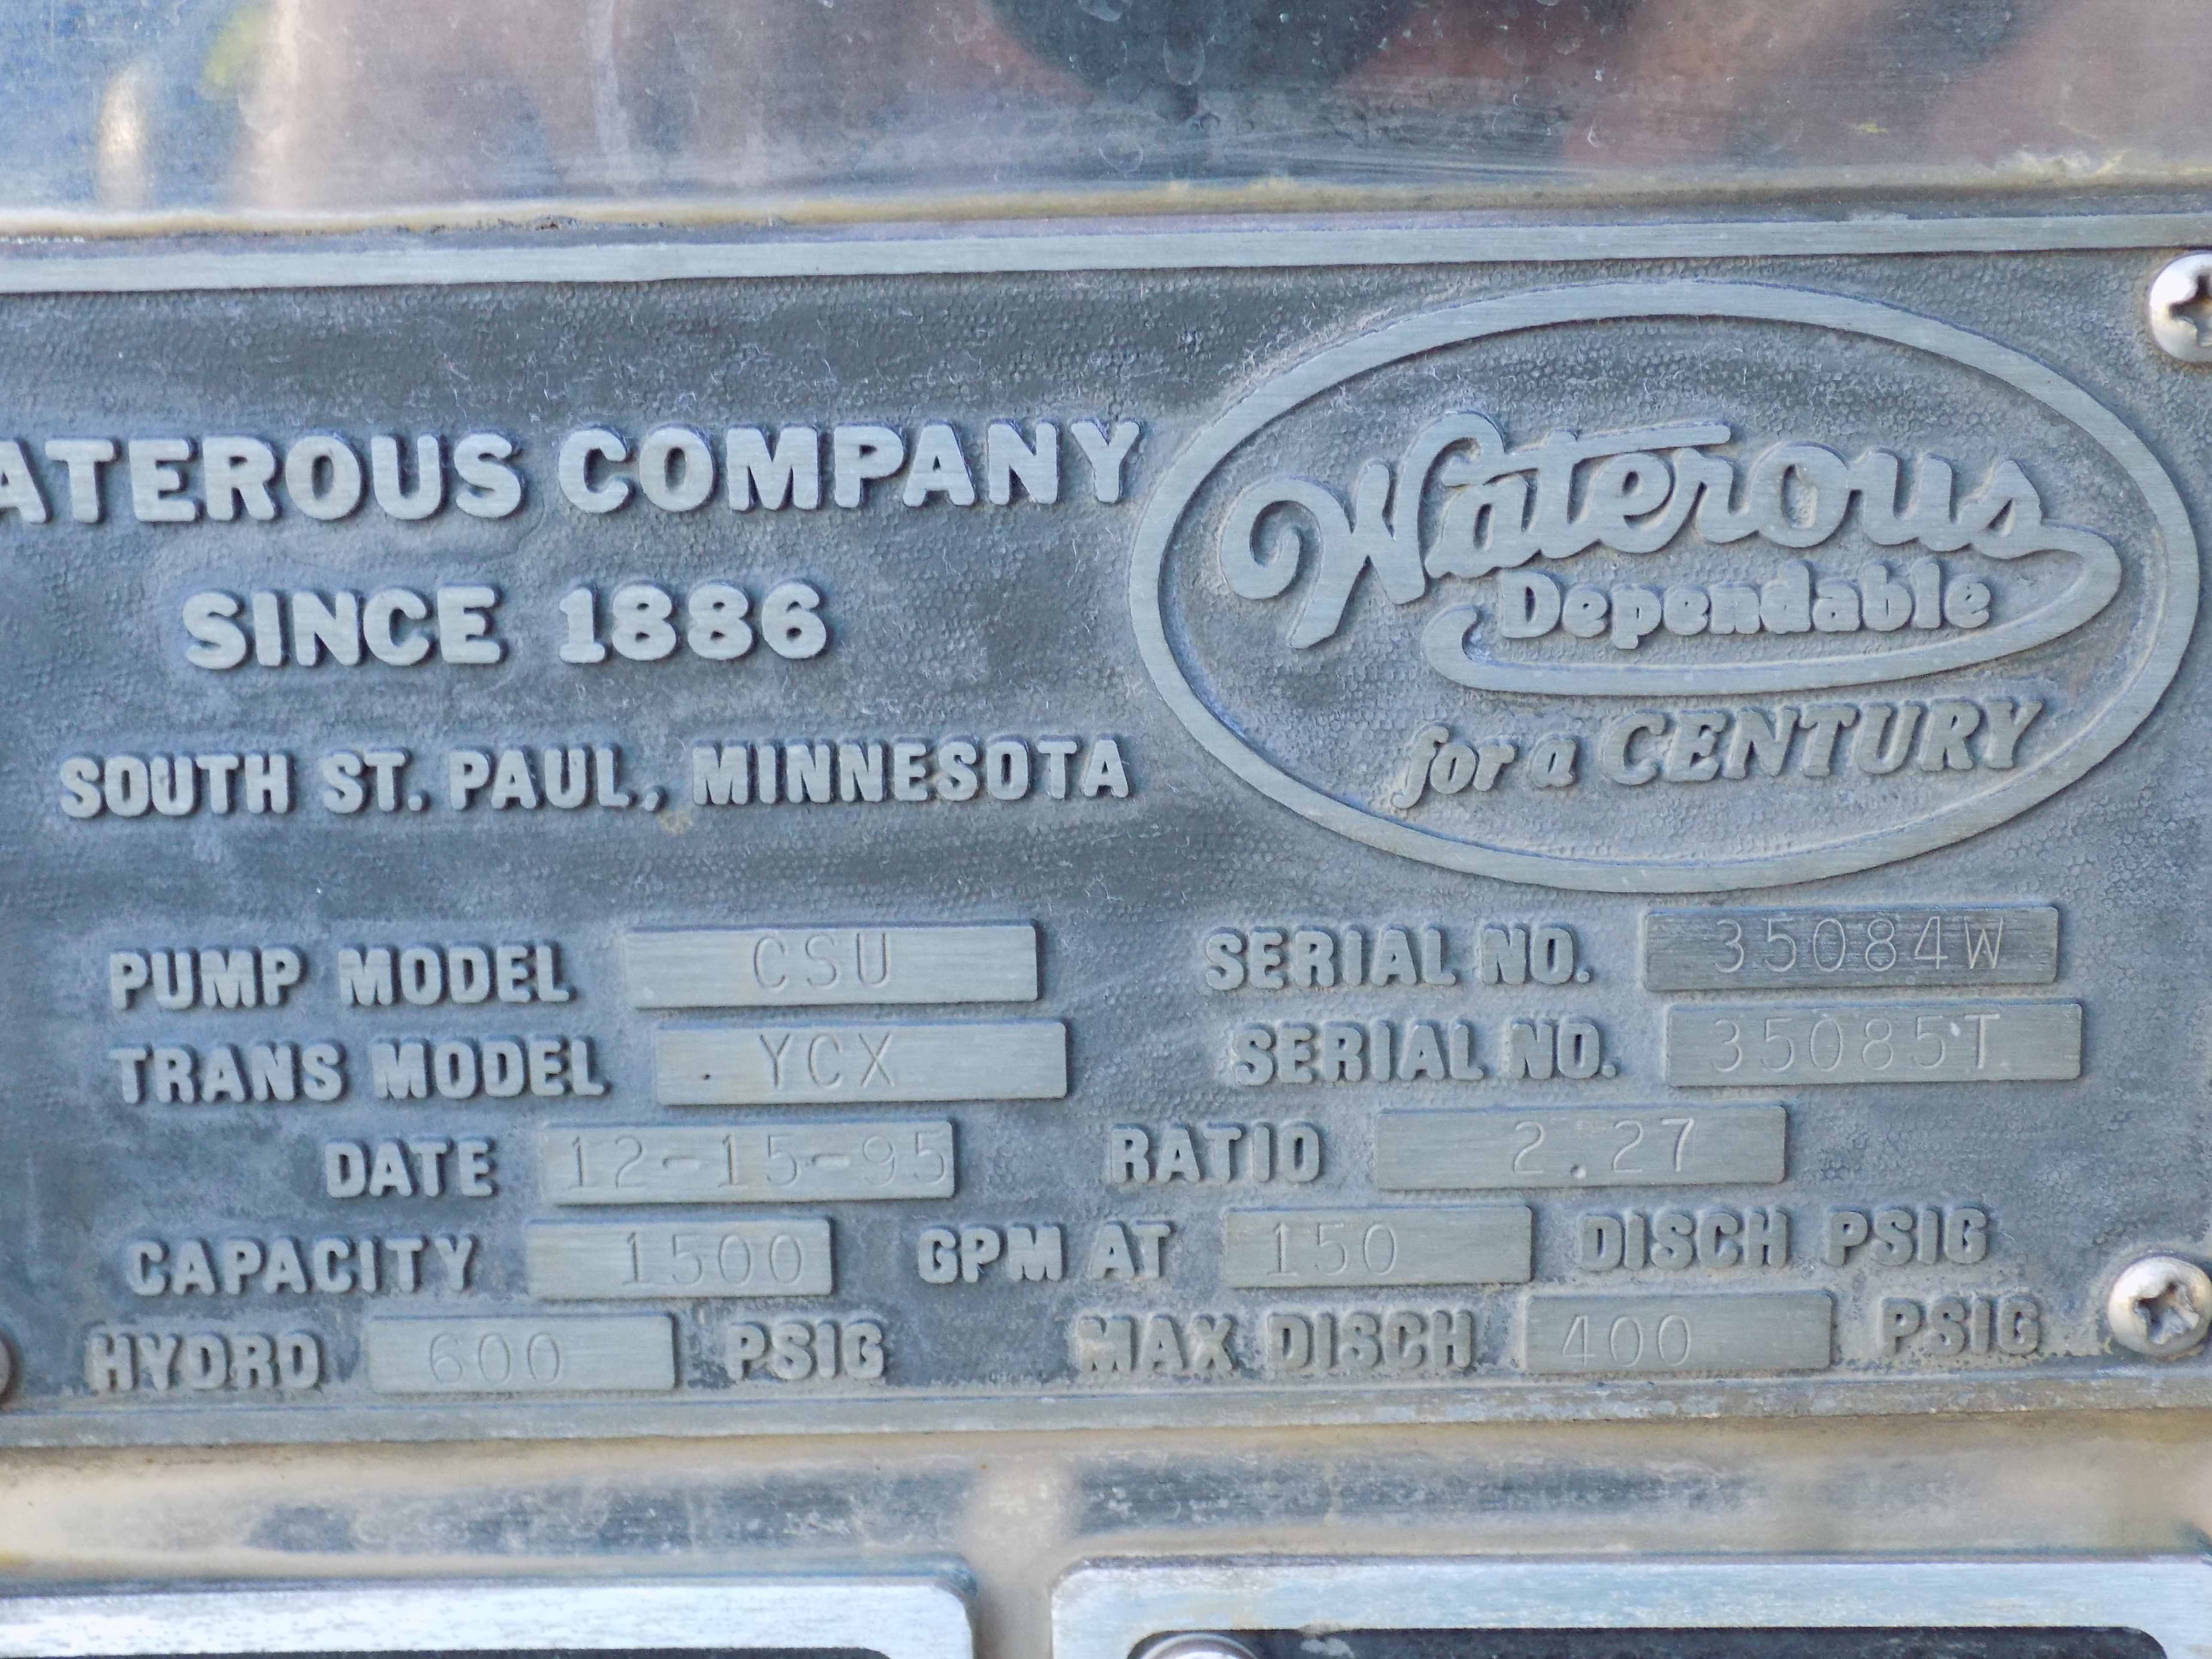 ATEROUS COMPANY
SINCE 1886
SOUTH ST. PAUL, MINNESOTA
Waterous
Dependable
for a CENTURY
PUMP MODEL CSU SERIAL NO. 35084W
TRANS MODEL YCX SERIAL NO. 35085T
DATE 12-15-95 RATIO 2.27
CAPACITY 1500 GPM AT 150 DISCH PSIG
HYDRO 600 PSIG MAX DISCH 400 PSIG